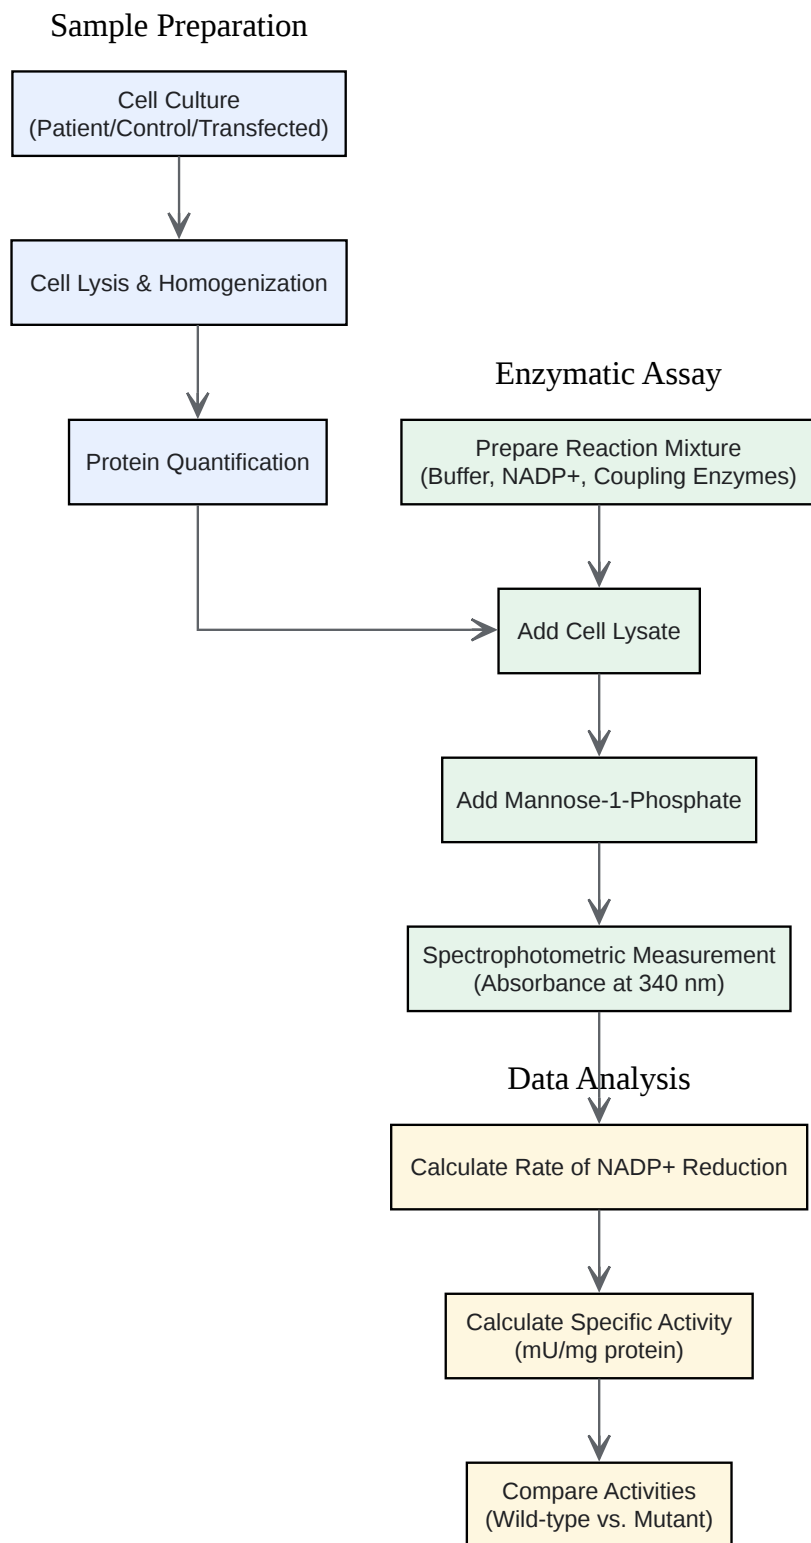 Sample Preparation
Cell Culture
(Patient/Control/Transfected)
Cell Lysis & Homogenization
Protein Quantification
Enzymatic Assay
Prepare Reaction Mixture
(Buffer, NADP+, Coupling Enzymes)
Add Cell Lysate
Add Mannose-1-Phosphate
Spectrophotometric Measurement
(Absorbance at 340 nm)
Data Analysis
Calculate Rate of NADP+ Reduction
Calculate Specific Activity
(mU/mg protein)
Compare Activities
(Wild-type vs. Mutant)